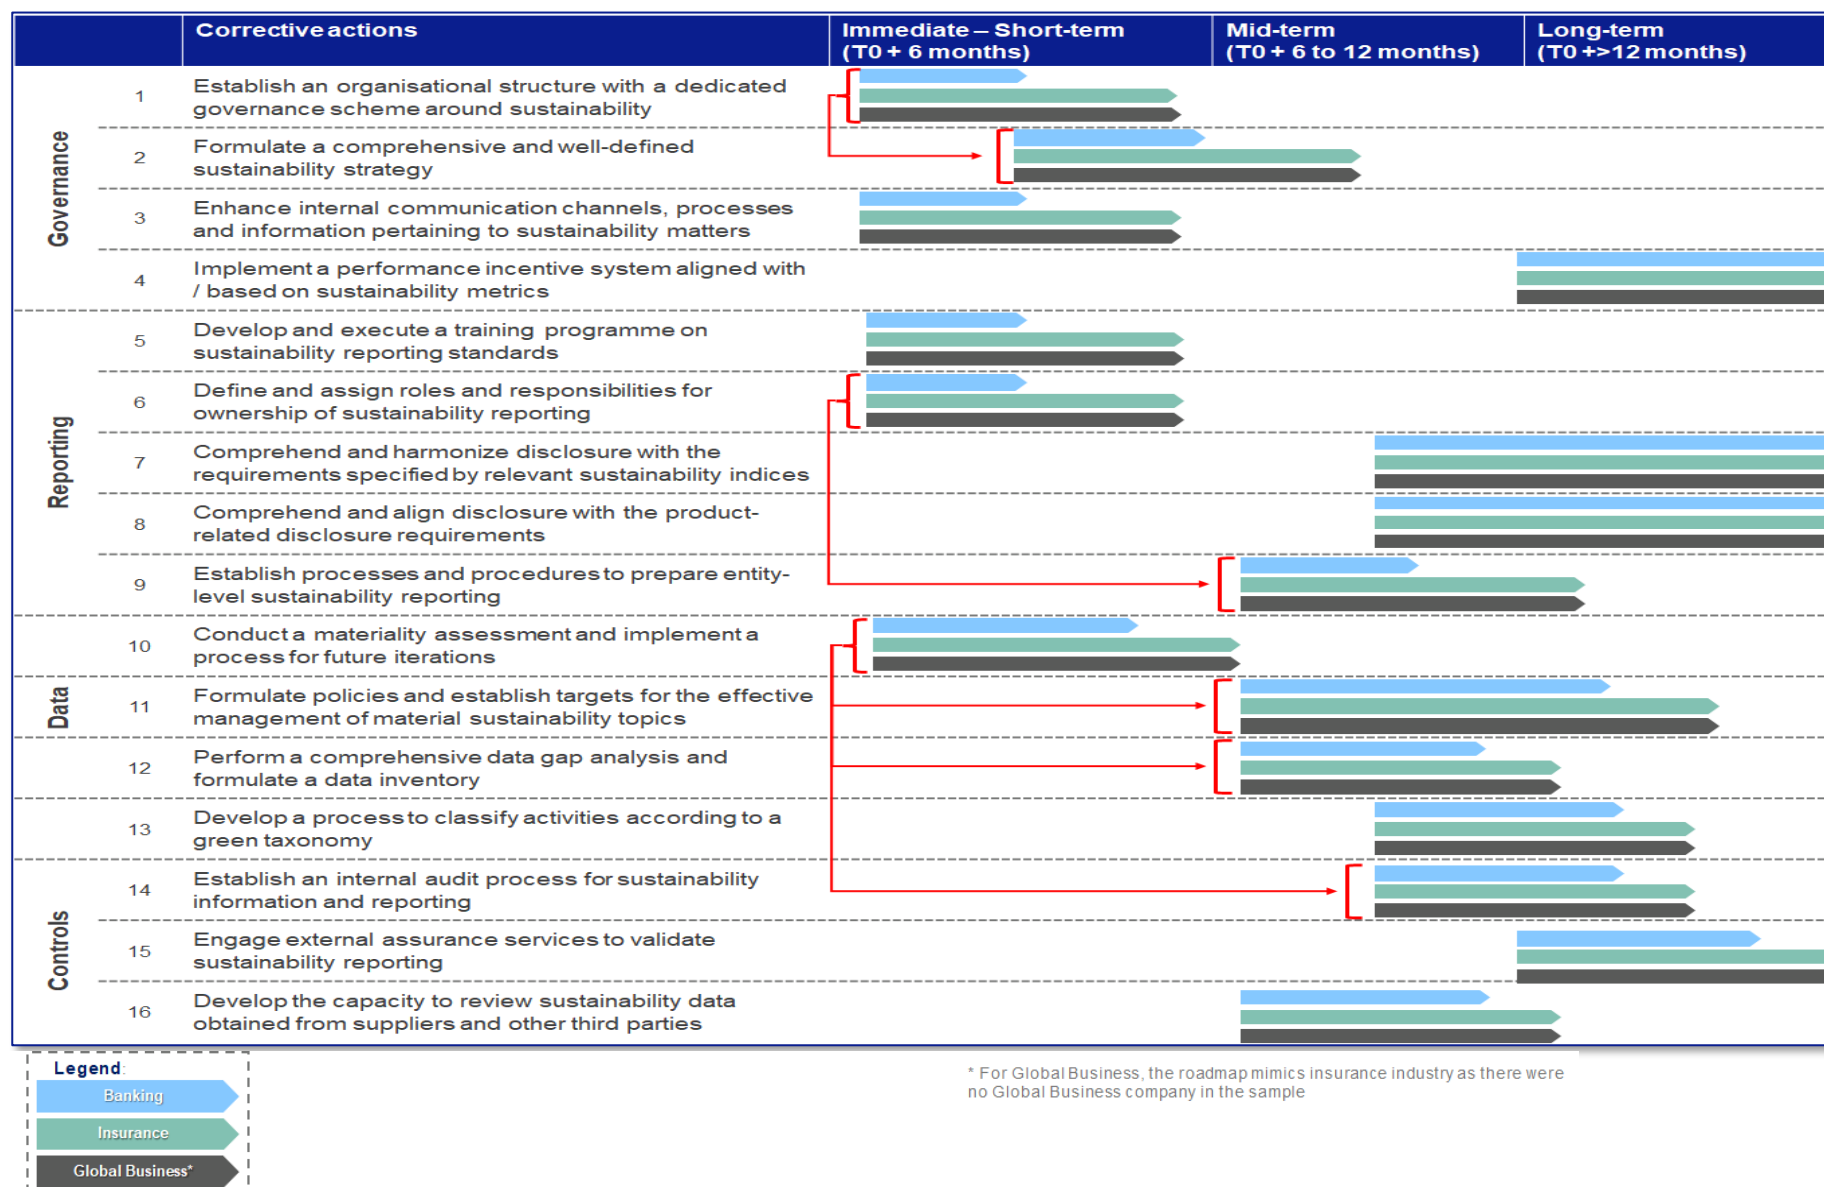 Corrective actions
Immediate – Short-term
(T0 + 6 months)
Mid-term
(T0 + 6 to 12 months)
Long-term
(T0 +>12 months)
Governance
1
Establish an organisational structure with a dedicated
governance scheme around sustainability
2
Formulate a comprehensive and well-defined
sustainability strategy
3
Enhance internal communication channels, processes
and information pertaining to sustainability matters
4
Implement a performance incentive system aligned with
/ based on sustainability metrics
Reporting
5
Develop and execute a training programme on
sustainability reporting standards
6
Define and assign roles and responsibilities for
ownership of sustainability reporting
7
Comprehend and harmonize disclosure with the
requirements specified by relevant sustainability indices
8
Comprehend and align disclosure with the product-
related disclosure requirements
9
Establish processes and procedures to prepare entity-
level sustainability reporting
Data
10
Conduct a materiality assessment and implement a
process for future iterations
11
Formulate policies and establish targets for the effective
management of material sustainability topics
12
Perform a comprehensive data gap analysis and
formulate a data inventory
13
Develop a process to classify activities according to a
green taxonomy
Controls
14
Establish an internal audit process for sustainability
information and reporting
15
Engage external assurance services to validate
sustainability reporting
16
Develop the capacity to review sustainability data
obtained from suppliers and other third parties
Legend:
Banking
Insurance
Global Business*
* For Global Business, the roadmap mimics insurance industry as there were
no Global Business company in the sample